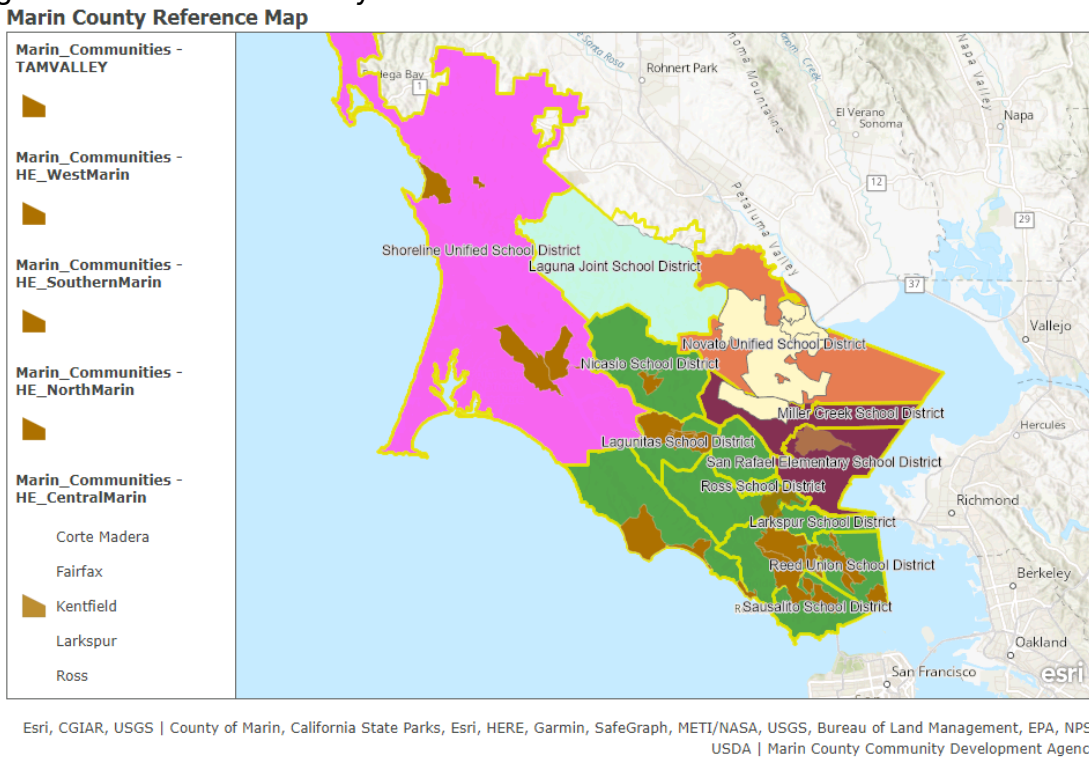 Marin County Reference Map
Marin_Communities -
TAMVALLEY
Marin_Communities -
HE_WestMarin
Marin_Communities -
HE_SouthernMarin
Marin_Communities -
HE_NorthMarin
Marin_Communities -
HE_CentralMarin
Corte Madera
Fairfax
Kentfield
Larkspur
Ross
Santa Rosa
Rohnert Park
1
El Verano
Sonoma
Napa Valley
Napa
12
29
Petaluma Valley
37
Vallejo
Shoreline Unified School District
Laguna Joint School District
Novato Unified School District
Nicasio School District
Miller Creek School District
Hercules
Lagunitas School District
San Rafael Elementary School District
Ross School District
Richmond
Larkspur School District
Reed Union School District
Berkeley
Sausalito School District
Oakland
San Francisco
esri
Esri, CGIAR, USGS | County of Marin, California State Parks, Esri, HERE, Garmin, SafeGraph, METI/NASA, USGS, Bureau of Land Management, EPA, NPS
USDA | Marin County Community Development Agenc